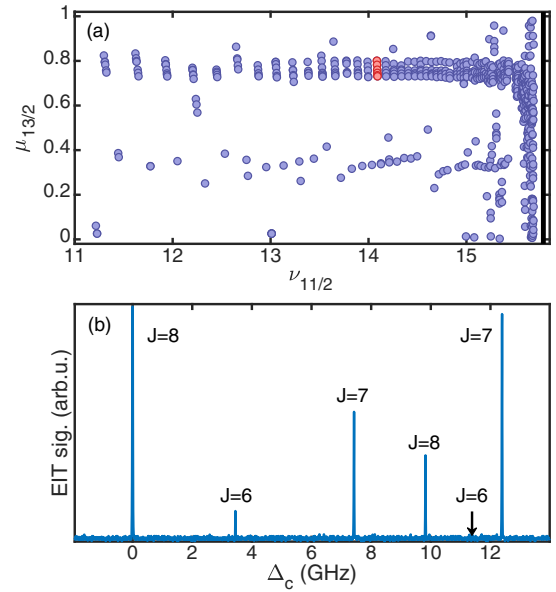 (a)
1
0.8
0.6
0.4
0.2
0
μ13/2
11 12 13 14 15
ν11/2
(b)
J=8
J=7
J=7
J=8
J=6
J=6
EIT sig. (arb.u.)
0 2 4 6 8 10 12
Δc (GHz)